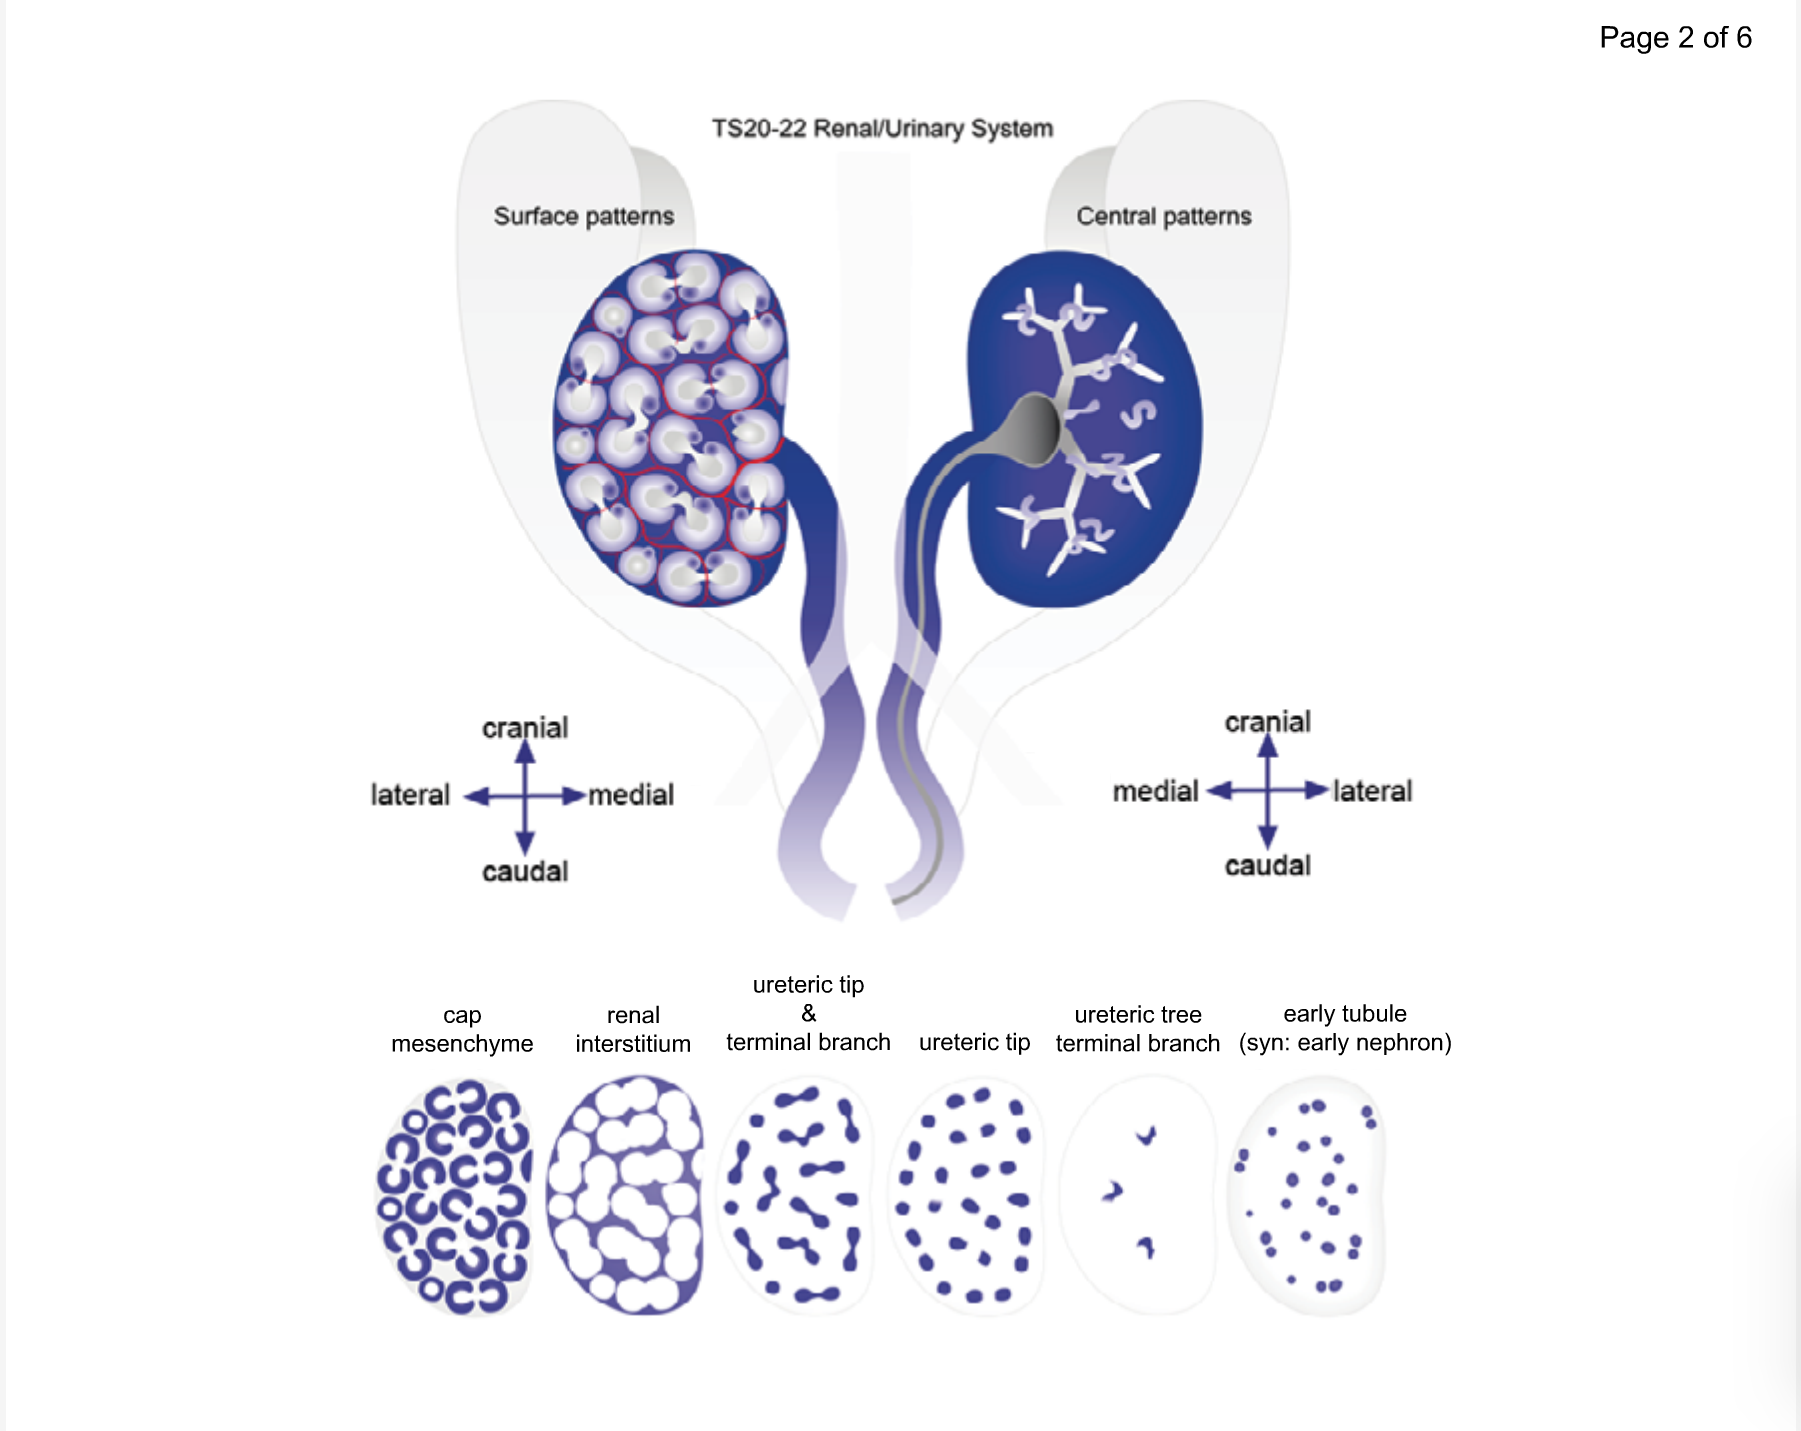 Page 2 of 6
TS20-22 Renal/Urinary System
Surface patterns
Central patterns
cranial
lateral
medial
caudal
cranial
medial
lateral
caudal
cap
mesenchyme
renal
interstitium
ureteric tip
&
terminal branch
ureteric tip
ureteric tree
terminal branch
early tubule
(syn: early nephron)